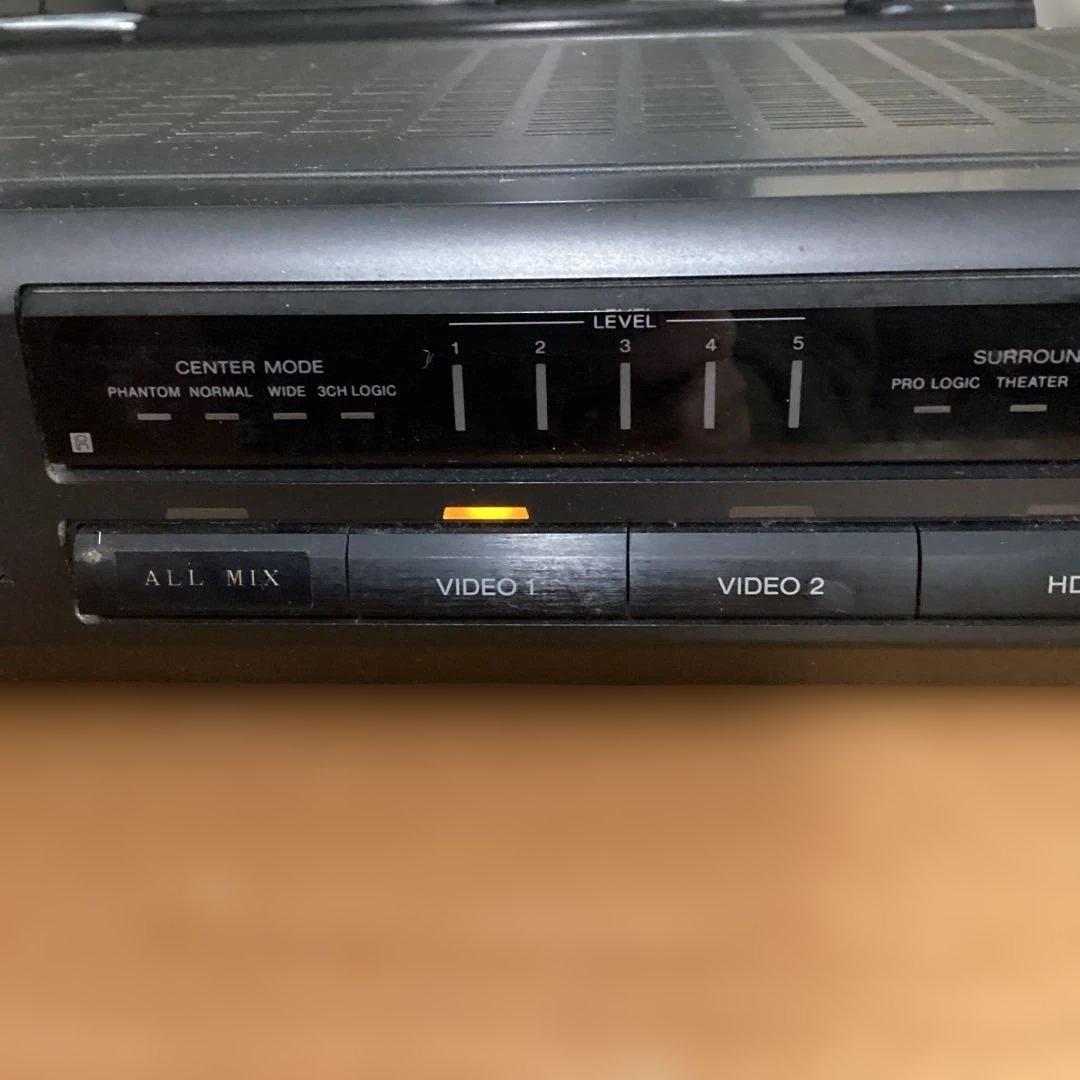 LEVEL
1 2 3 4 5
CENTER MODE
PHANTOM NORMAL WIDE 3CH LOGIC
SURROUN
PRO LOGIC THEATER
R
ALL MIX
VIDEO 1
VIDEO 2
HD